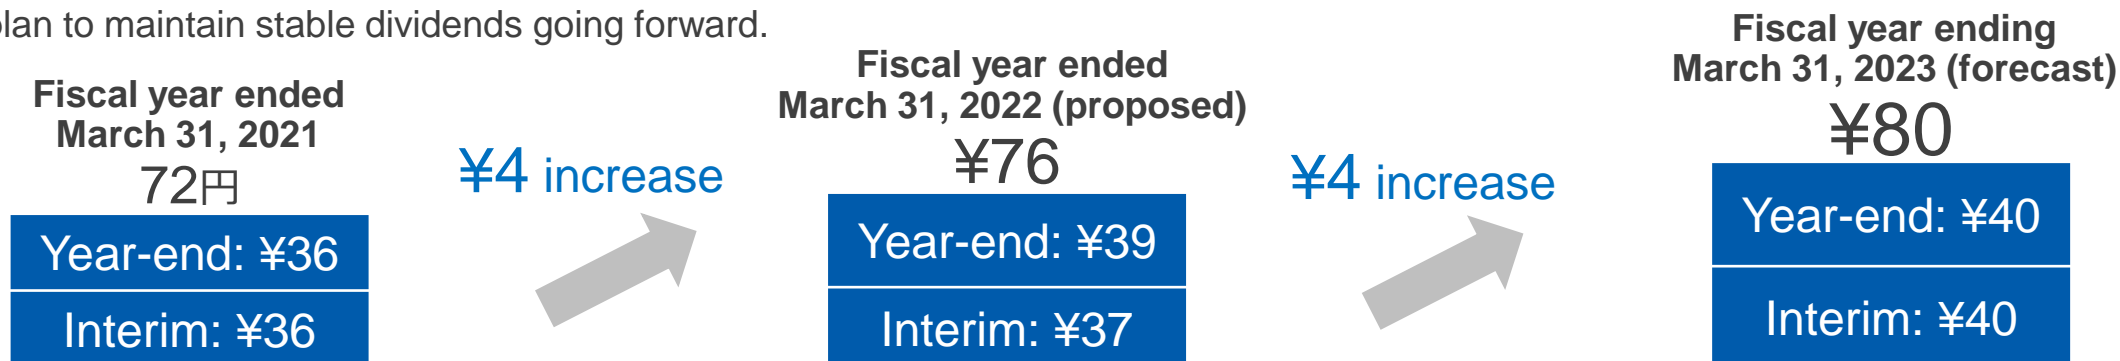 plan to maintain stable dividends going forward.
Fiscal year ended
March 31, 2021
72円
Year-end: ¥36
Interim: ¥36
¥4 increase
Fiscal year ended
March 31, 2022 (proposed)
¥76
Year-end: ¥39
Interim: ¥37
¥4 increase
Fiscal year ending
March 31, 2023 (forecast)
¥80
Year-end: ¥40
Interim: ¥40